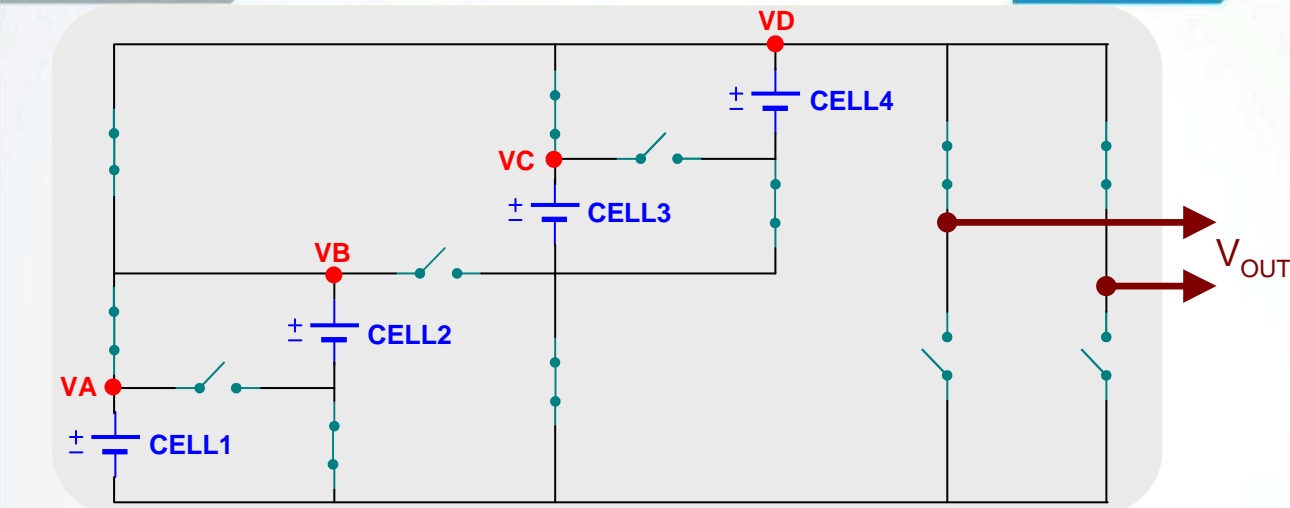 VD
± CELL4
VC
± CELL3
VB
± CELL2
VA
± CELL1
VOUT